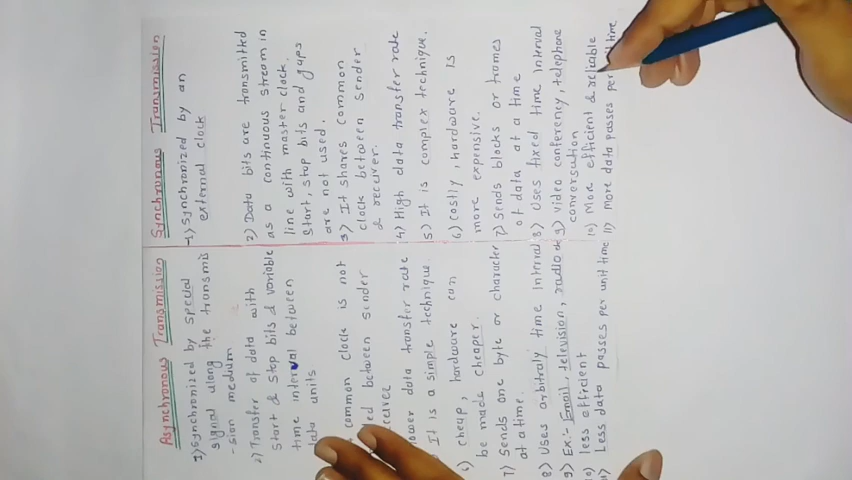 Asynchronous Transmission
1) Synchronized by special
signal along the transmis
-sion medium
2) Transfer of data with
start & stop bits & variable
time interval between
data units
common clock is not
between sender
lower data transfer rate
It is a simple technique.
6) cheap, hardware can
be made cheaper.
7) Sends one byte or character
at a time.
8) Uses arbitraly time interval
9) Ex:- Email, television, radio
10) less efficient
11) Less data passes per unit time
Synchronous Transmission
1) Synchronized by an
external clock
2) Data bits are transmitted
as a continuous stream in
line with master clock.
Start, stop bits and gaps
are not used.
3) It shares common
clock between sender
& receiver.
4) High data transfer rate
5) It is complex technique.
6) costly, hardware is
more expensive.
7) Sends blocks or frames
of data at a time
8) Uses fixed time interval
9) Video conferency, telephone
conversation
10) More efficient & reliable
11) More data passes per time